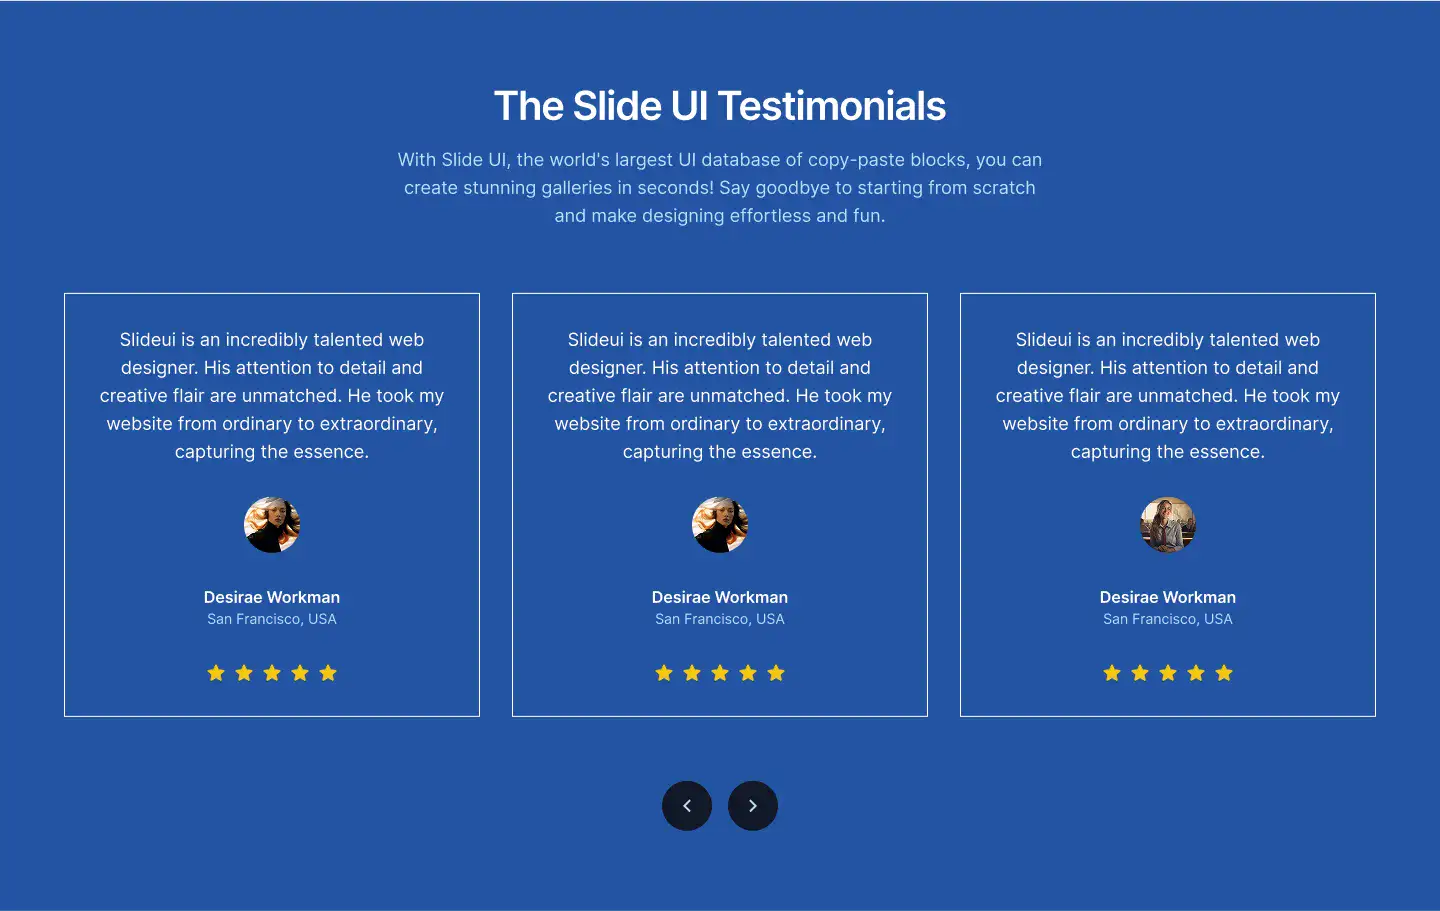 The Slide UI Testimonials
With Slide UI, the world's largest UI database of copy-paste blocks, you can
create stunning galleries in seconds! Say goodbye to starting from scratch
and make designing effortless and fun.
Slideui is an incredibly talented web
designer. His attention to detail and
creative flair are unmatched. He took my
website from ordinary to extraordinary,
capturing the essence.
Desirae Workman
San Francisco, USA
Slideui is an incredibly talented web
designer. His attention to detail and
creative flair are unmatched. He took my
website from ordinary to extraordinary,
capturing the essence.
Desirae Workman
San Francisco, USA
Slideui is an incredibly talented web
designer. His attention to detail and
creative flair are unmatched. He took my
website from ordinary to extraordinary,
capturing the essence.
Desirae Workman
San Francisco, USA